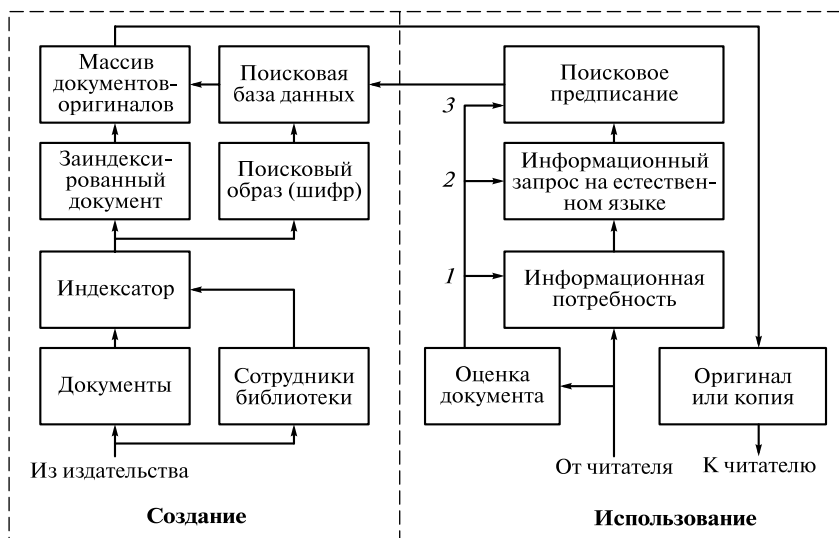 Массив
документов-
оригиналов
Поисковая
база данных
Поисковое
предписание
3
Заиндекси-
рованный
документ
Поисковый
образ (шифр)
2
Информационный
запрос на естествен-
ном языке
Индексатор
1
Информационная
потребность
Документы
Сотрудники
библиотеки
Оценка
документа
Оригинал
или копия
Из издательства
От читателя
К читателю
Создание
Использование